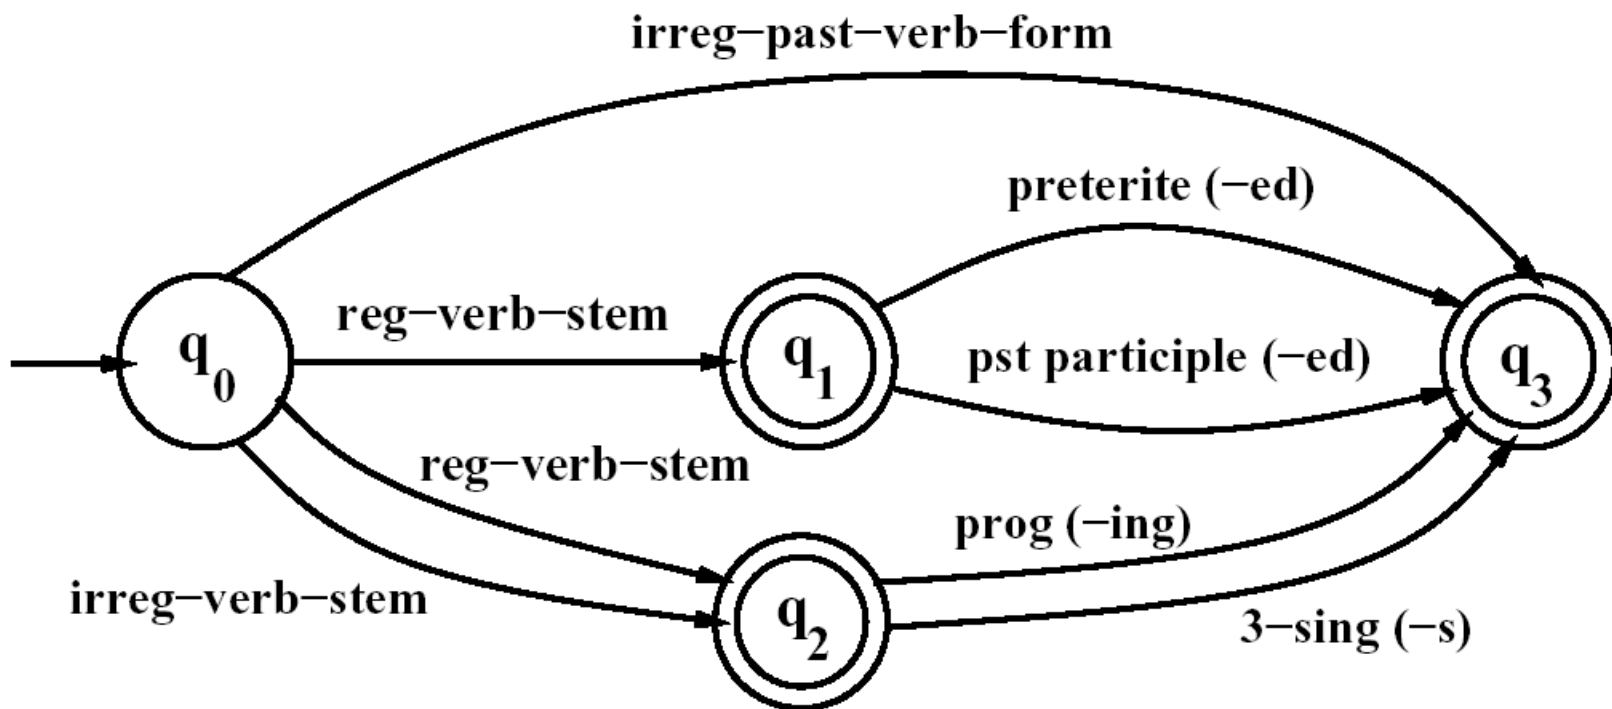 irreg−past−verb−form
preterite (−ed)
reg−verb−stem
q0
q1
pst participle (−ed)
q3
reg−verb−stem
prog (−ing)
irreg−verb−stem
q2
3−sing (−s)